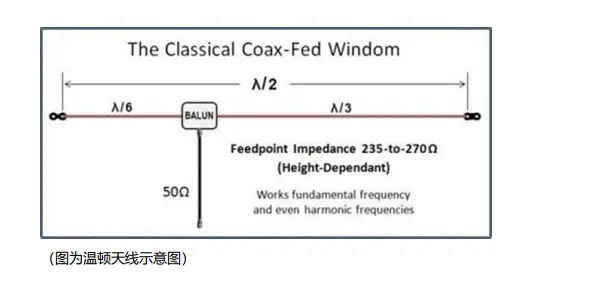 The Classical Coax-Fed Windom
λ/2
λ/6
λ/3
BALUN
Feedpoint Impedance 235-to-270Ω
(Height-Dependant)
50Ω
Works fundamental frequency
and even harmonic frequencies
(图为温顿天线示意图)